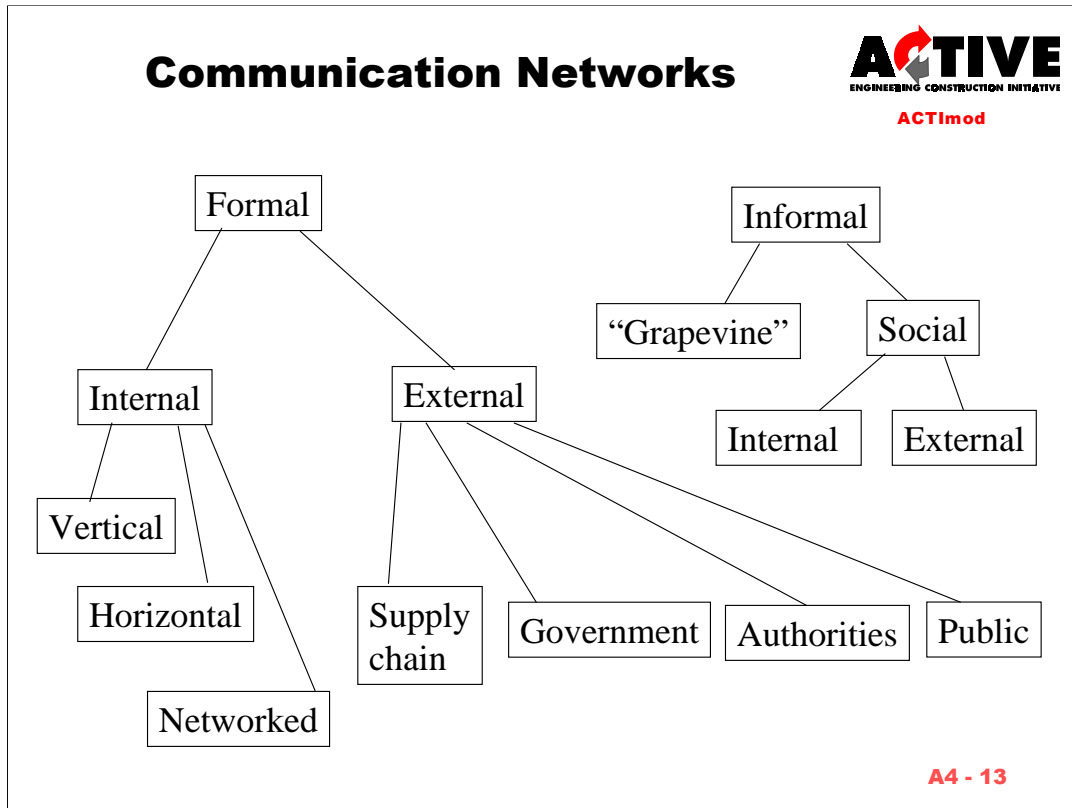 Communication Networks
ACTIVE
ENGINEERING CONSTRUCTION INITIATIVE
ACTImod
Formal
Informal
“Grapevine”
Social
Internal
External
Internal
External
Vertical
Horizontal
Supply
chain
Government
Authorities
Public
Networked
A4 - 13